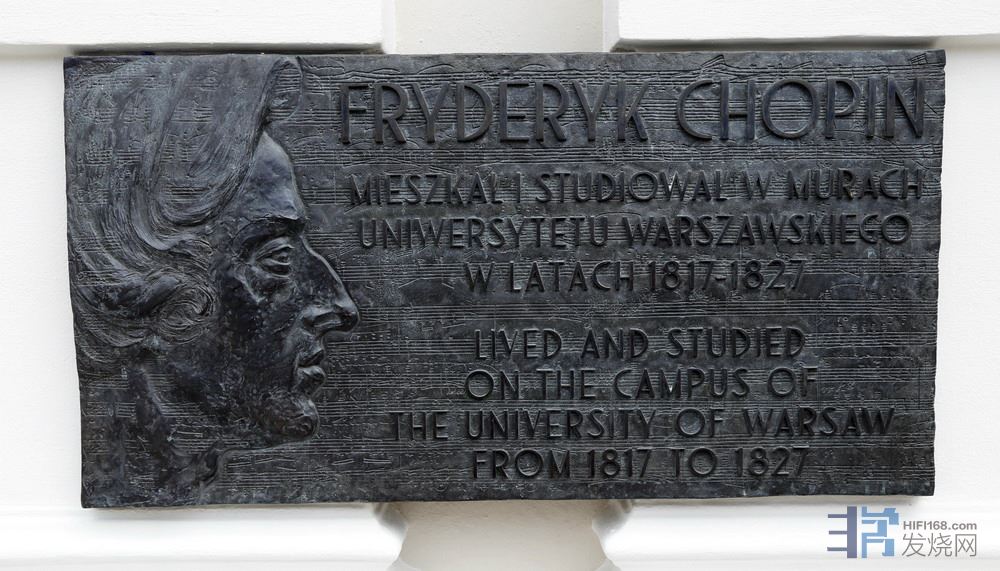 FRYDERYK CHOPIN
MIESZKAŁ I STUDIOWAŁ W MURACH
UNIWERSYTETU WARSZAWSKIEGO
W LATACH 1817-1827
LIVED AND STUDIED
ON THE CAMPUS OF
THE UNIVERSITY OF WARSAW
FROM 1817 TO 1827
HIFI168.com
发烧网